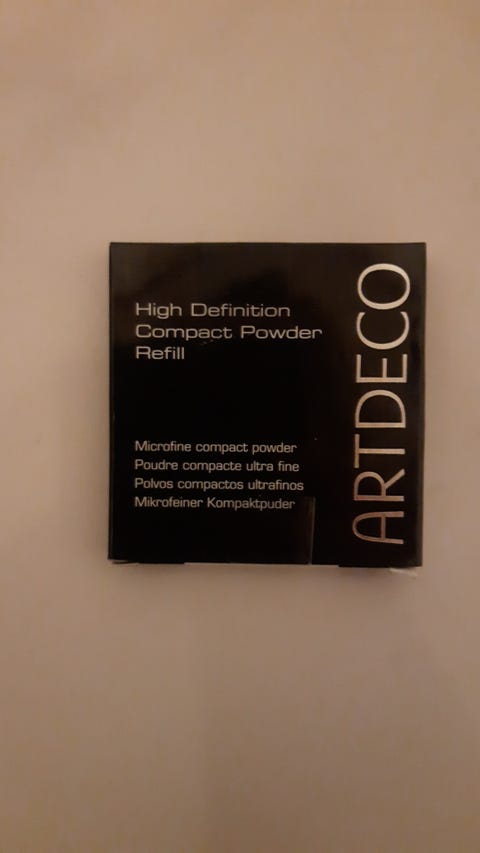 High Definition
Compact Powder
Refill
Microfine compact powder
Poudre compacte ultra fine
Polvos compactos ultrafinos
Mikrofeiner Kompaktpuder
ARTDECO